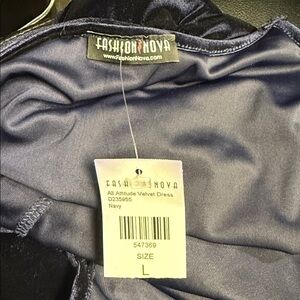 FASHION NOVA
www.FashionNova.com
FASHION NOVA
All Attitude Velvet Dress
D235955
Navy
547369
SIZE
L